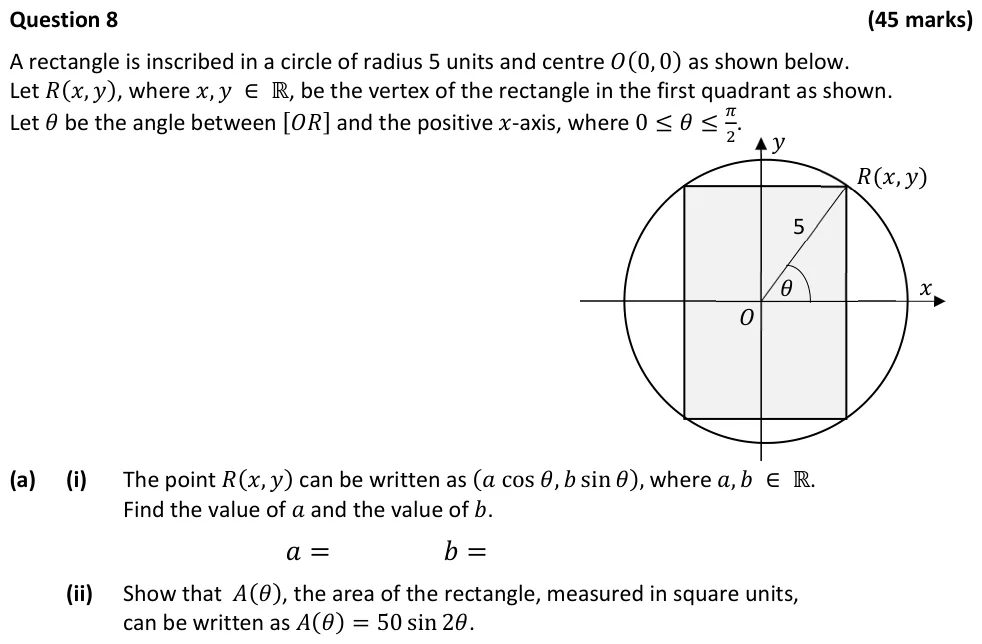 Question 8 (45 marks)
A rectangle is inscribed in a circle of radius 5 units and centre O(0, 0) as shown below.
Let R(x, y), where x, y ∈ ℝ, be the vertex of the rectangle in the first quadrant as shown.
Let θ be the angle between [OR] and the positive x-axis, where 0 ≤ θ ≤ π/2.
y
R(x, y)
5
θ
x
O
(a) (i) The point R(x, y) can be written as (a cos θ, b sin θ), where a, b ∈ ℝ.
Find the value of a and the value of b.
a = b =
(ii) Show that A(θ), the area of the rectangle, measured in square units,
can be written as A(θ) = 50 sin 2θ.